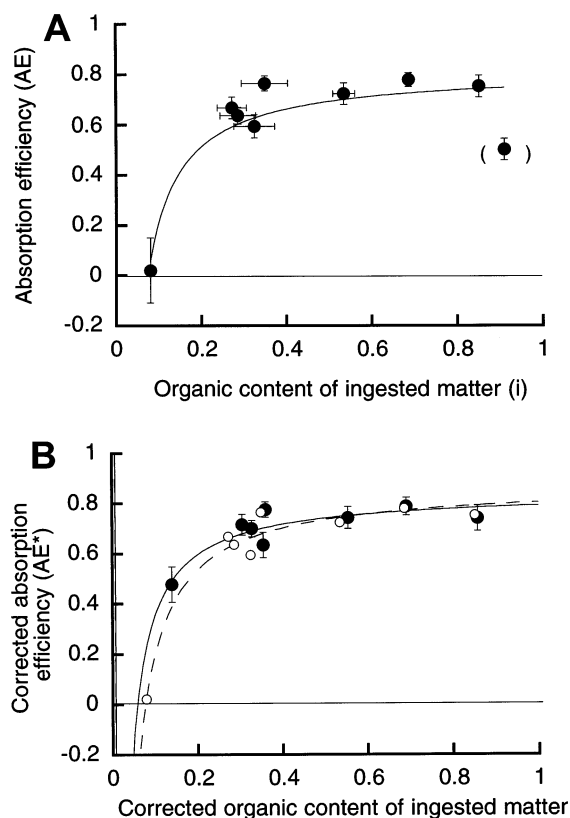 A
1
0.8
0.6
0.4
0.2
0
-0.2
Absorption efficiency (AE)
( )
0 0.2 0.4 0.6 0.8 1
Organic content of ingested matter (i)
B
1
0.8
0.6
0.4
0.2
0
-0.2
Corrected absorption
efficiency (AE*)
0 0.2 0.4 0.6 0.8 1
Corrected organic content of ingested matter